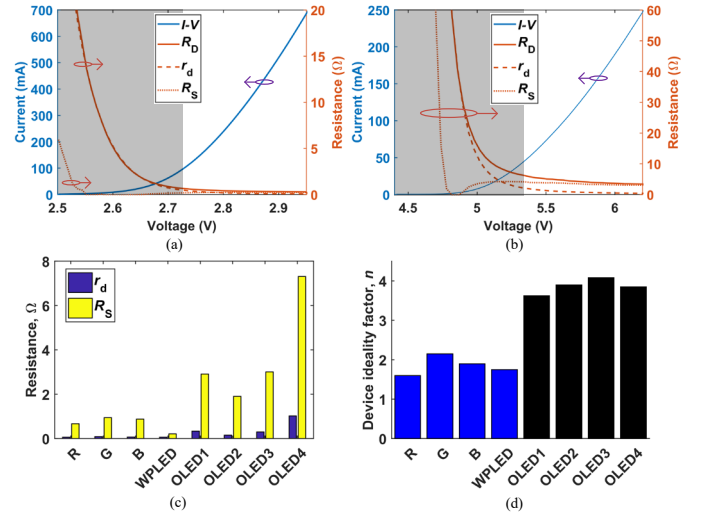 700
600
500
400
300
200
100
0
Current (mA)
2.5
2.6
2.7
2.8
2.9
Voltage (V)
20
15
10
5
0
Resistance (Ω)
I-V
R_D
r_d
R_S
(a)
250
200
150
100
50
0
Current (mA)
4.5
5
5.5
6
Voltage (V)
60
50
40
30
20
10
0
Resistance (Ω)
I-V
R_D
r_d
R_S
(b)
8
6
4
2
0
Resistance, Ω
r_d
R_S
R
G
B
WPLED
OLED1
OLED2
OLED3
OLED4
(c)
4
3
2
1
0
Device ideality factor, n
R
G
B
WPLED
OLED1
OLED2
OLED3
OLED4
(d)